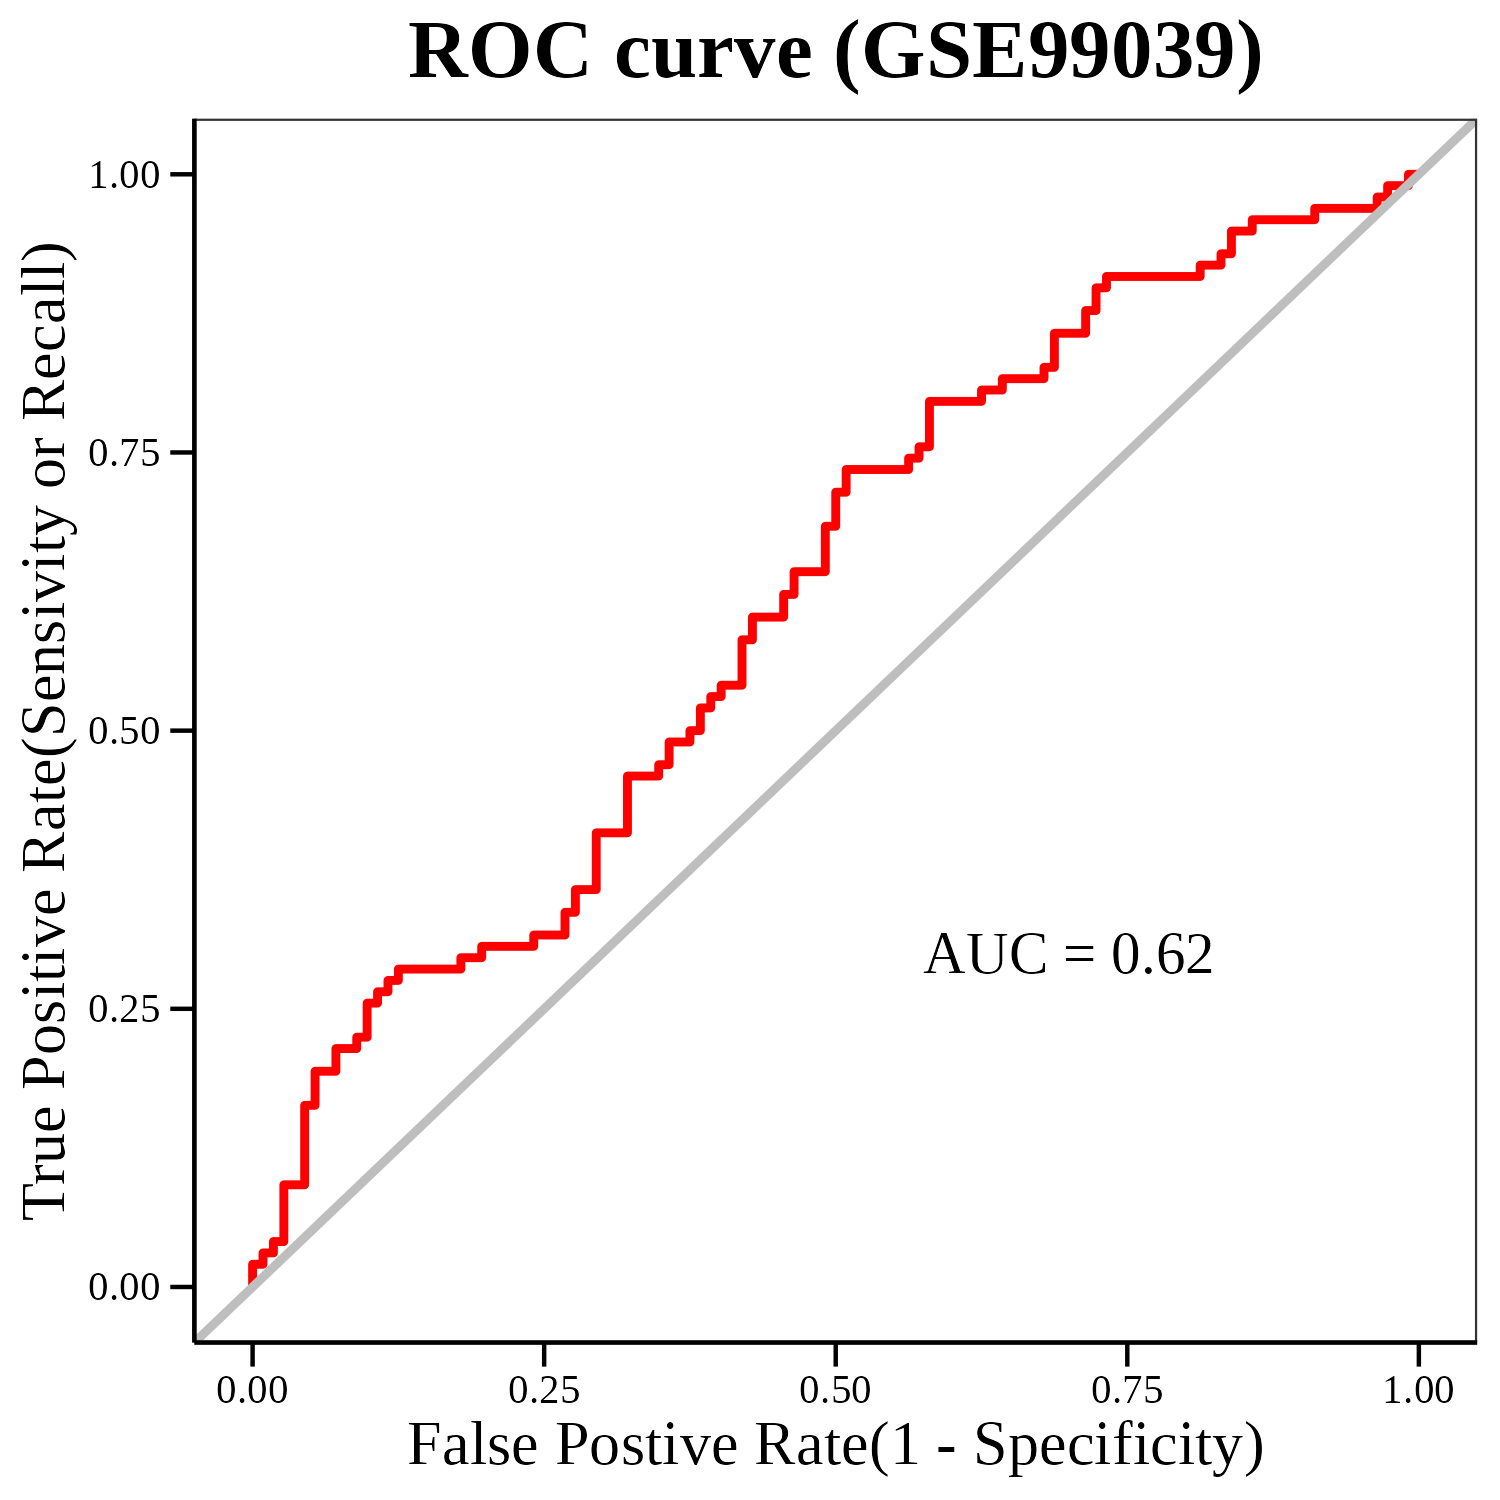 ROC curve (GSE99039)
True Positive Rate(Sensivity or Recall)
1.00
0.75
0.50
0.25
0.00
AUC = 0.62
0.00 0.25 0.50 0.75 1.00
False Postive Rate(1 - Specificity)